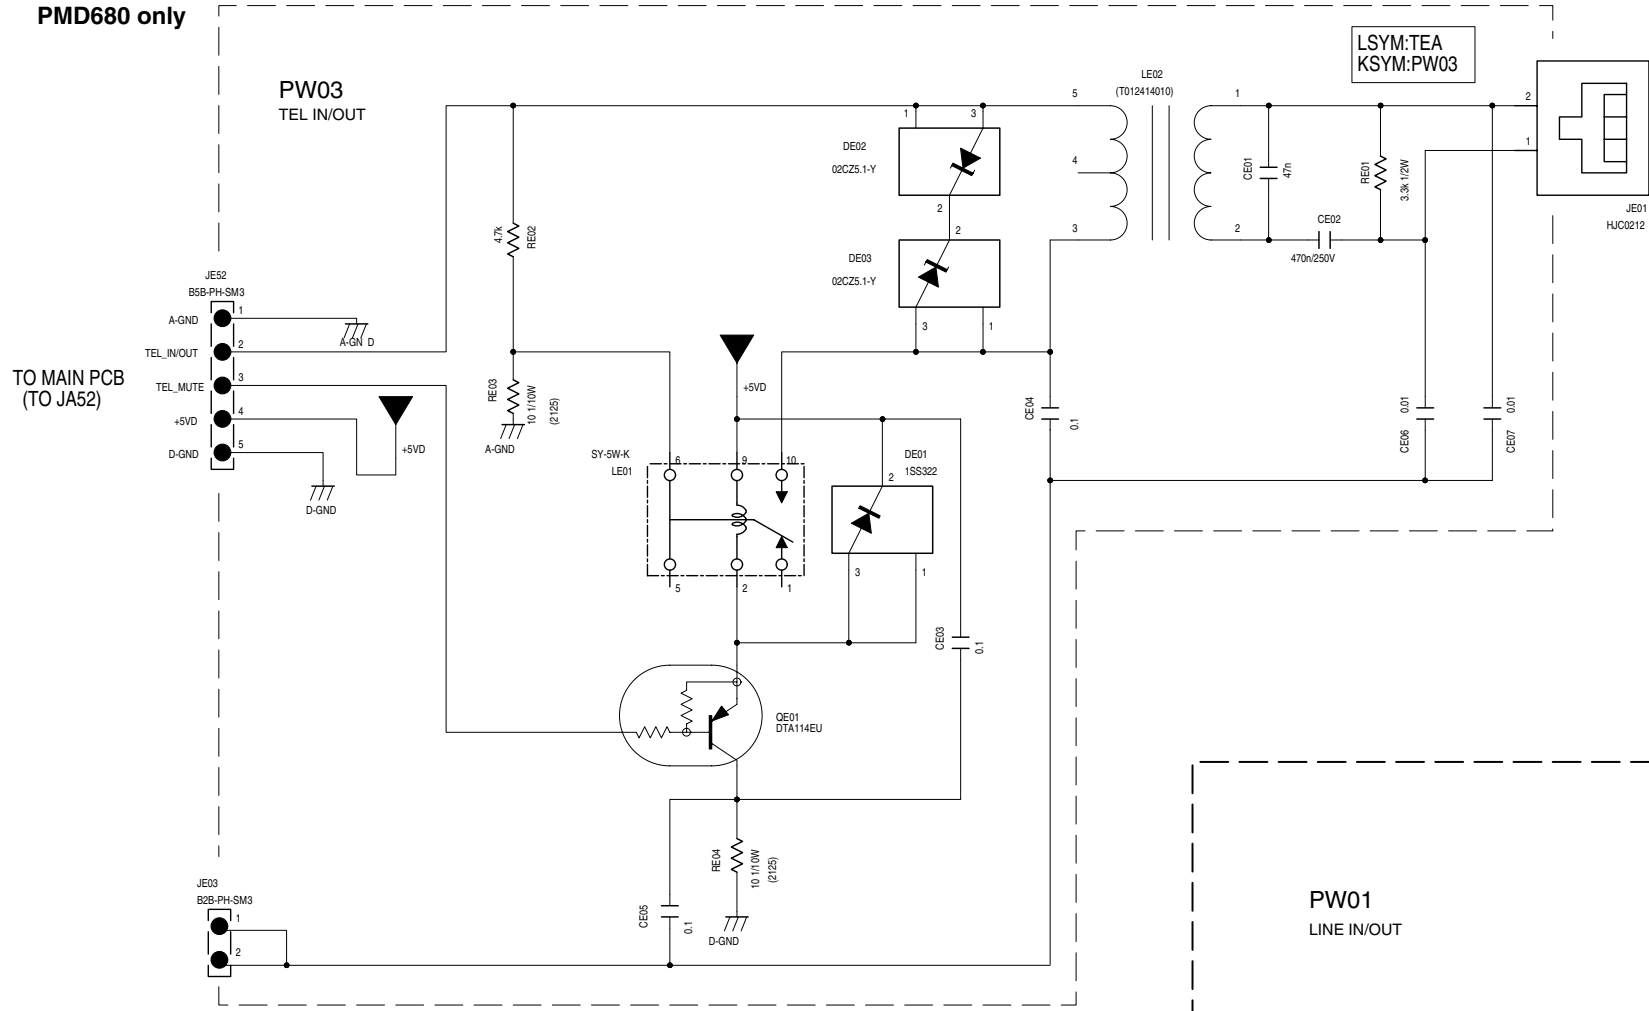 PMD680 only
PW03
TEL IN/OUT
LSYM:TEA
KSYM:PW03
LE02
(T012414010)
5
4
3
1
2
2
1
JE01
HJC0212
CE01
47n
RE01
3.3k 1/2W
CE02
470n/250V
1
3
DE02
02CZ5.1-Y
2
2
DE03
02CZ5.1-Y
3
1
4.7k
RE02
JE52
B5B-PH-SM3
A-GND
1
A-GN D
TEL_IN/OUT
2
TEL_MUTE
3
+5VD
4
+5VD
D-GND
5
D-GND
TO MAIN PCB
(TO JA52)
RE03
10 1/10W
(2125)
A-GND
+5VD
CE04
0.1
CE06
0.01
CE07
0.01
SY-5W-K
LE01
6
9
10
5
2
1
DE01
1SS322
2
3
1
CE03
0.1
QE01
DTA114EU
RE04
10 1/10W
(2125)
D-GND
CE05
0.1
JE03
B2B-PH-SM3
1
2
PW01
LINE IN/OUT